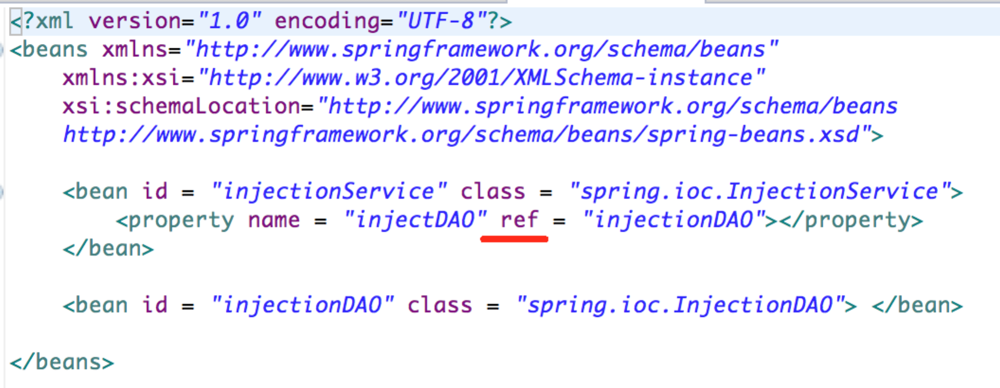 <?xml version="1.0" encoding="UTF-8"?>
<beans xmlns="http://www.springframework.org/schema/beans"
    xmlns:xsi="http://www.w3.org/2001/XMLSchema-instance"
    xsi:schemaLocation="http://www.springframework.org/schema/beans
    http://www.springframework.org/schema/beans/spring-beans.xsd">
    <bean id = "injectionService" class = "spring.ioc.InjectionService">
        <property name = "injectDAO" ref = "injectionDAO"></property>
    </bean>
    <bean id = "injectionDAO" class = "spring.ioc.InjectionDAO"> </bean>
</beans>